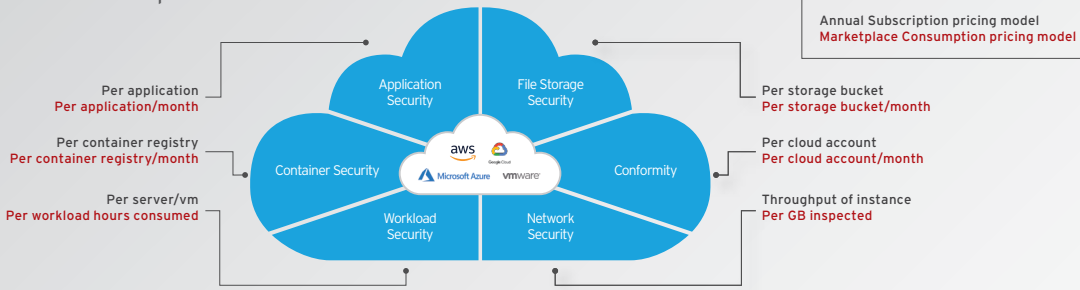 Annual Subscription pricing model
Marketplace Consumption pricing model
Per application
Per application/month
Per container registry
Per container registry/month
Per server/vm
Per workload hours consumed
Application
Security
File Storage
Security
Container Security
aws
Google Cloud
Microsoft Azure
vmware
Conformity
Workload
Security
Network
Security
Per storage bucket
Per storage bucket/month
Per cloud account
Per cloud account/month
Throughput of instance
Per GB inspected